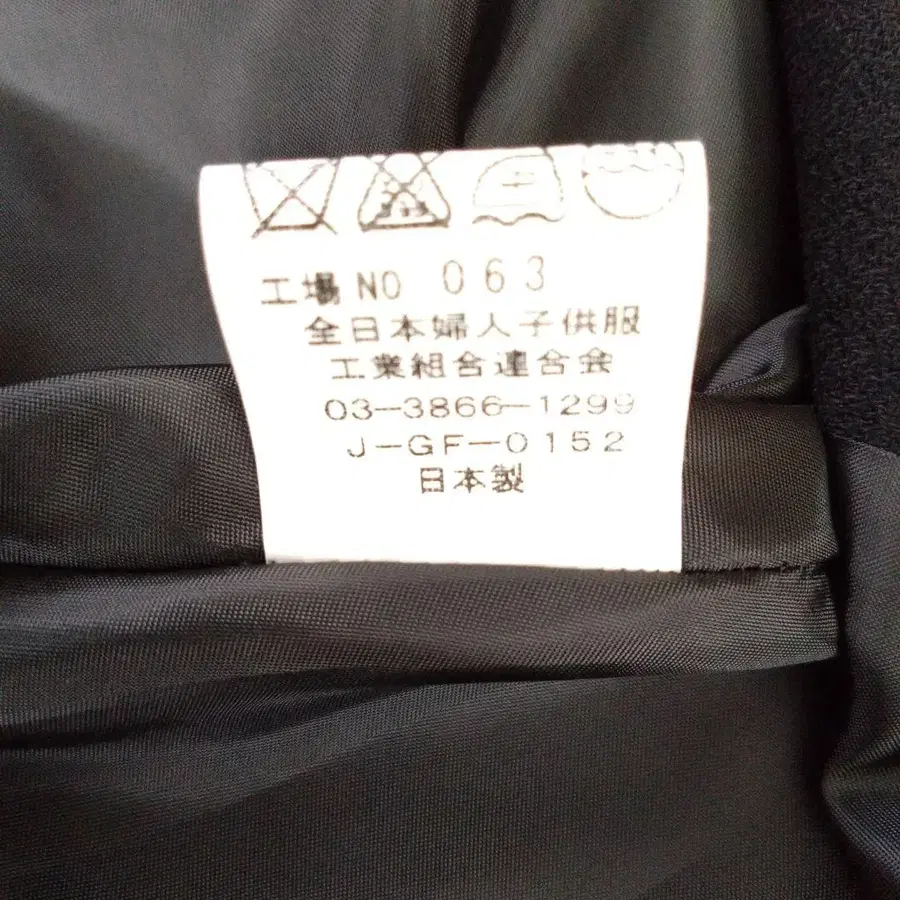 工場NO 063
全日本婦人子供服
工業組合連合会
03-3866-1299
J-GF-0152
日本製